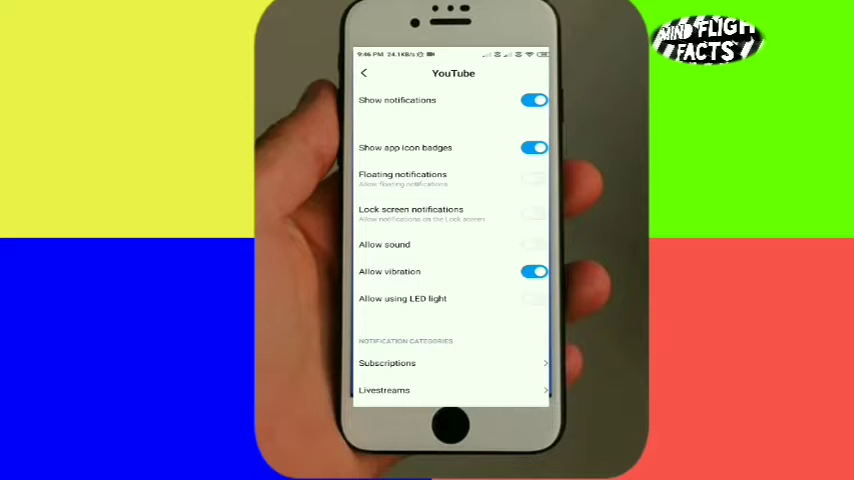 MIND FLIGHT
FACTS
9:46 PM 24.1KB/s
YouTube
Show notifications
Show app icon badges
Floating notifications
Allow floating notifications
Lock screen notifications
Allow notifications on the Lock screen
Allow sound
Allow vibration
Allow using LED light
NOTIFICATION CATEGORIES
Subscriptions
Livestreams